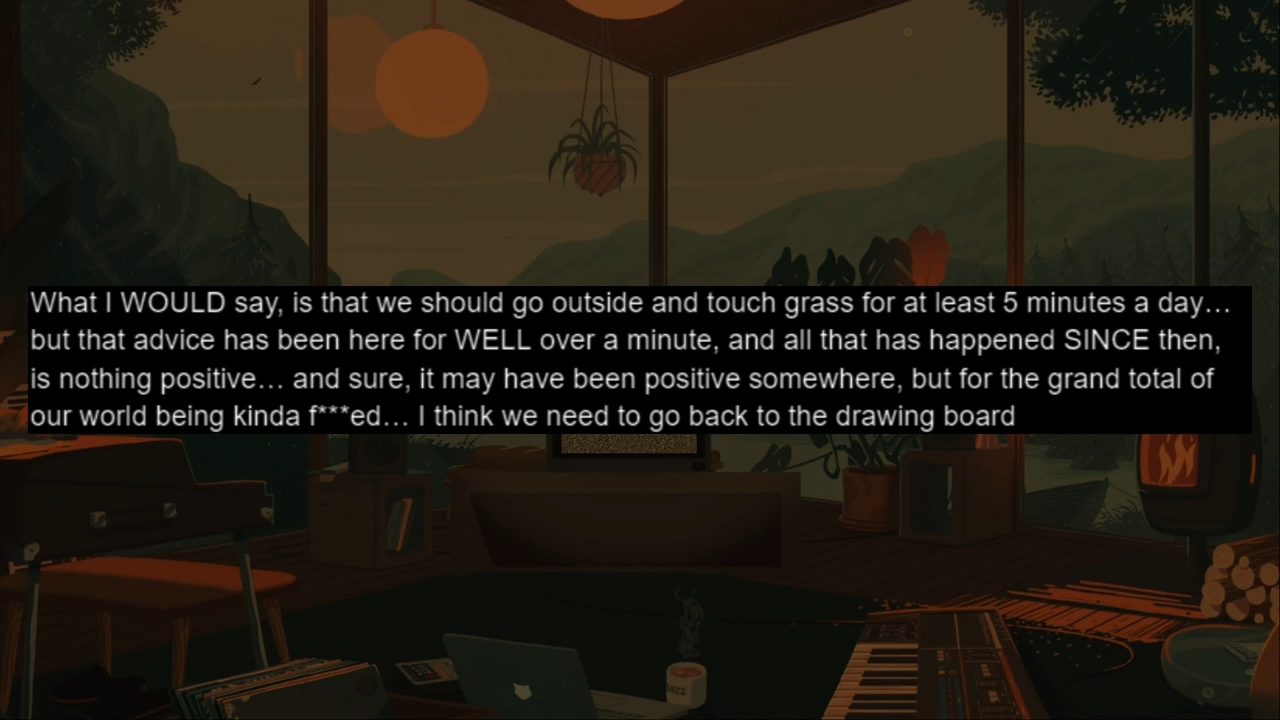 What I WOULD say, is that we should go outside and touch grass for at least 5 minutes a day…
but that advice has been here for WELL over a minute, and all that has happened SINCE then,
is nothing positive… and sure, it may have been positive somewhere, but for the grand total of
our world being kinda f***ed… I think we need to go back to the drawing board
JAZZ